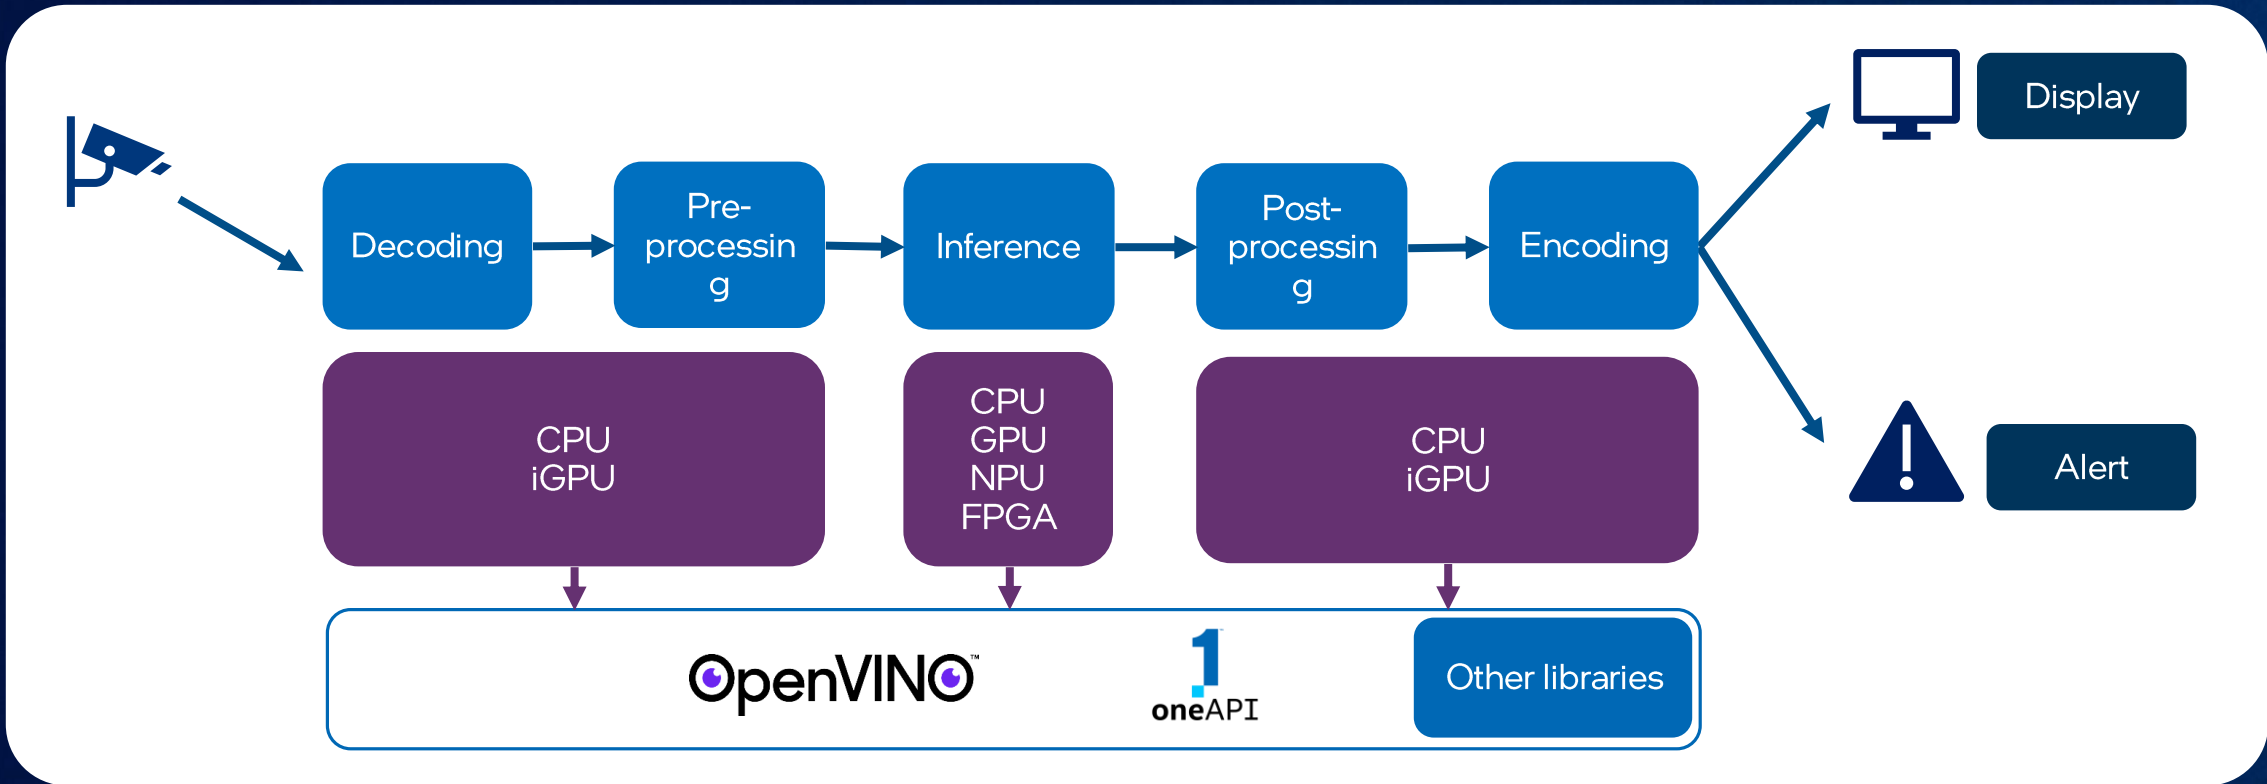 Display
Decoding
Pre-
processin
g
Inference
Post-
processin
g
Encoding
CPU
iGPU
CPU
GPU
NPU
FPGA
CPU
iGPU
Alert
OpenVINO™
oneAPI
Other libraries